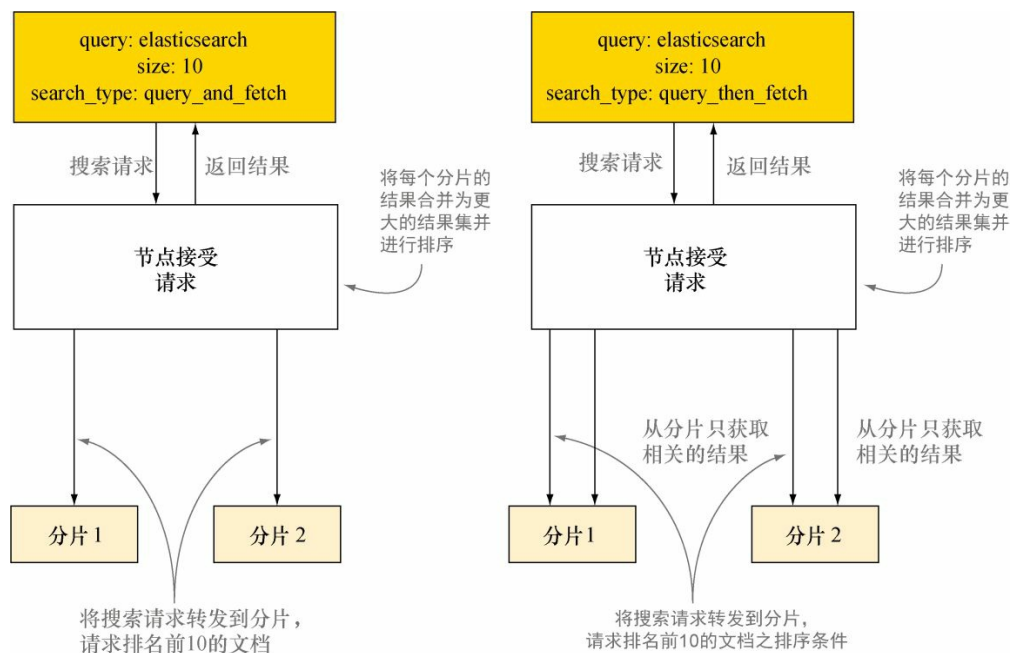 query: elasticsearch
size: 10
search_type: query_and_fetch
搜索请求
返回结果
将每个分片的
结果合并为更
大的结果集并
进行排序
节点接受
请求
分片 1
分片 2
将搜索请求转发到分片，
请求排名前10的文档
query: elasticsearch
size: 10
search_type: query_then_fetch
搜索请求
返回结果
将每个分片的
结果合并为更
大的结果集并
进行排序
节点接受
请求
从分片只获取
相关的结果
从分片只获取
相关的结果
分片1
分片 2
将搜索请求转发到分片，
请求排名前10的文档之排序条件